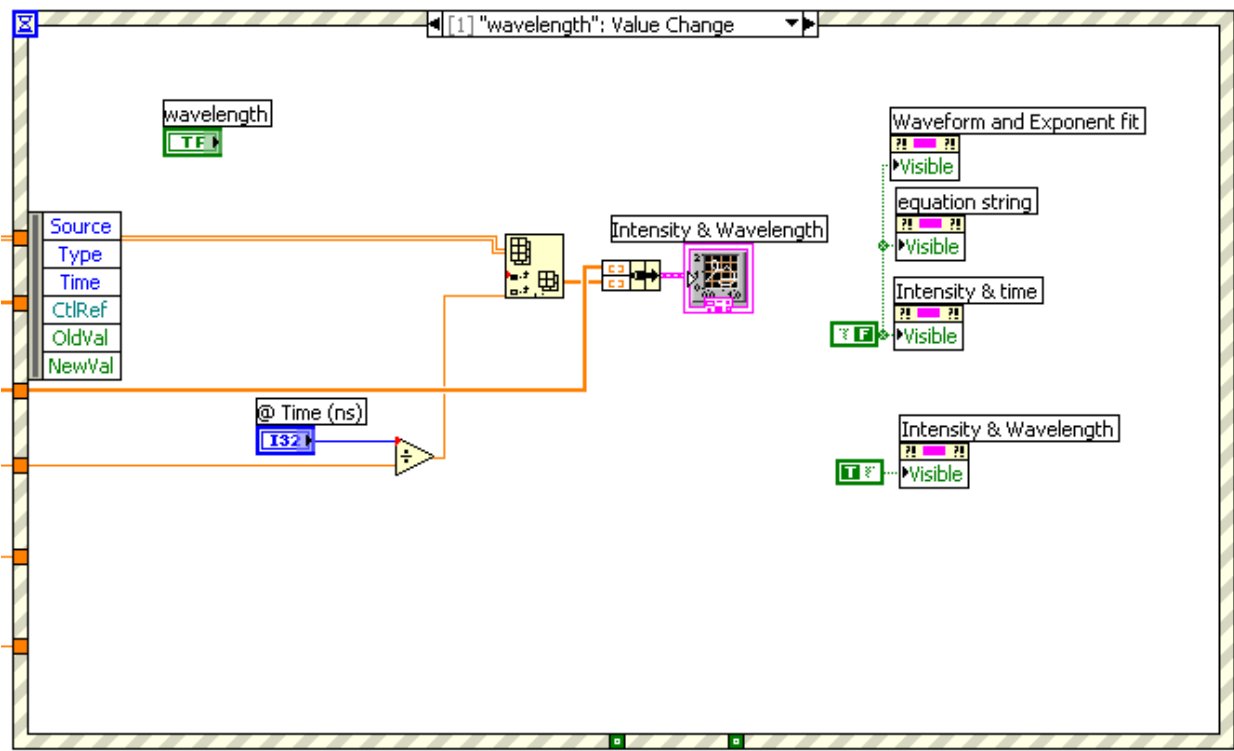 [1] "wavelength": Value Change
wavelength
TF
Waveform and Exponent fit
Visible
equation string
Visible
Source
Type
Time
CtlRef
OldVal
NewVal
Intensity & Wavelength
Intensity & time
F
Visible
@ Time (ns)
I32
Intensity & Wavelength
T
Visible